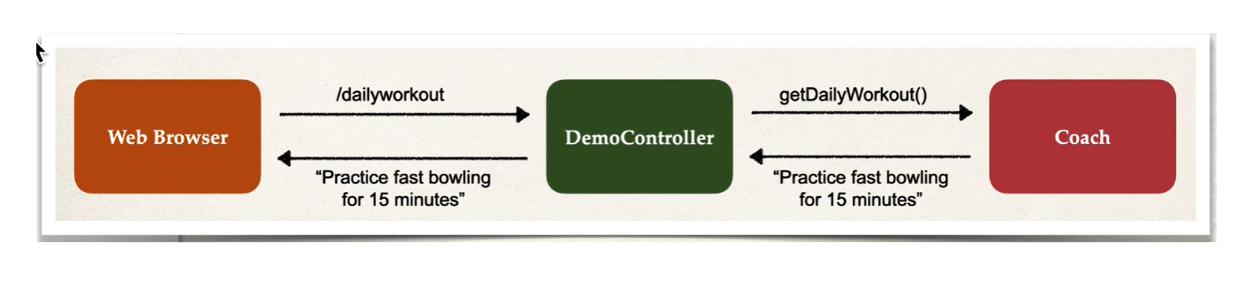 /dailyworkout
getDailyWorkout()
Web Browser
DemoController
Coach
“Practice fast bowling
for 15 minutes”
“Practice fast bowling
for 15 minutes”